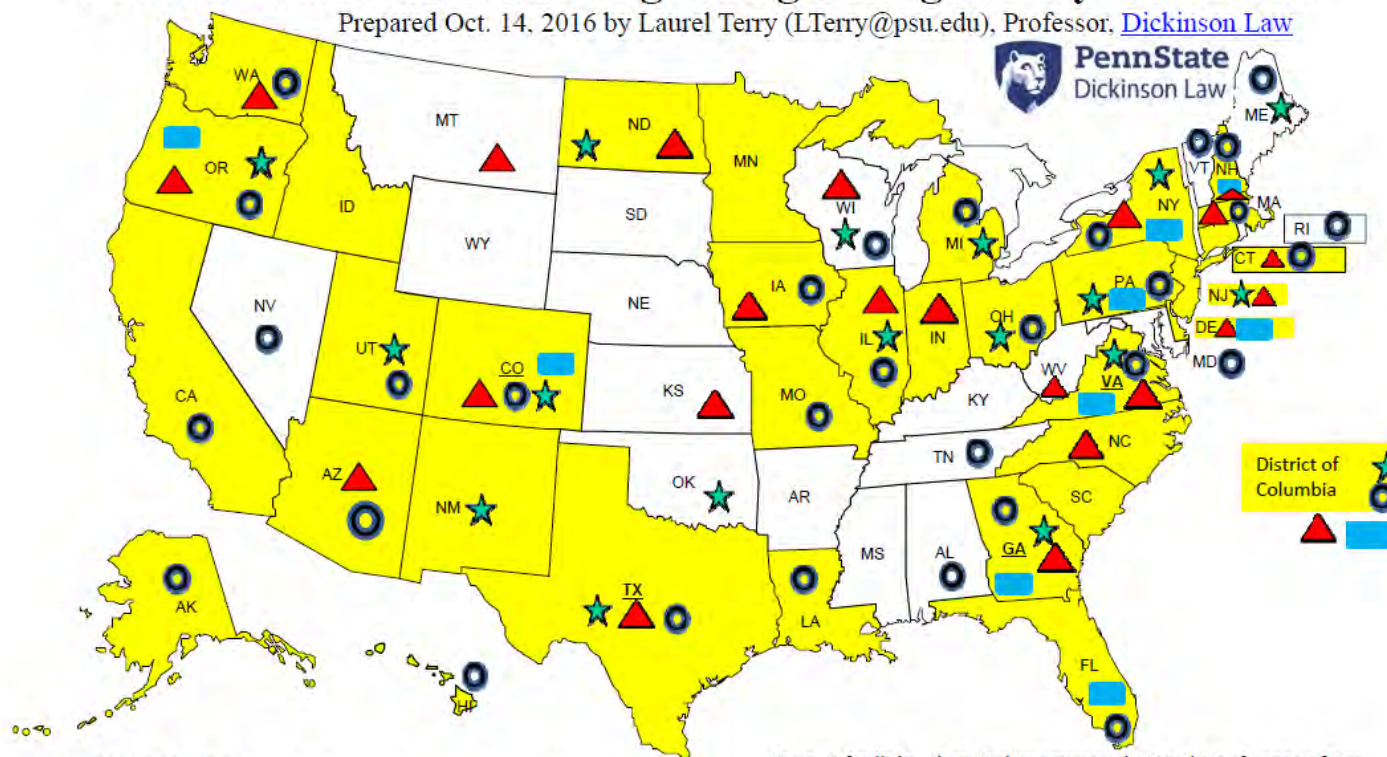 Prepared Oct. 14, 2016 by Laurel Terry (LTerry@psu.edu), Professor, Dickinson Law
PennState
Dickinson Law
WA
MT
ND
MN
ME
VT
NH
OR
ID
SD
WI
MI
NY
MA
RI
WY
CT
NV
NE
IA
PA
NJ
UT
CO
IL
IN
OH
DE
MD
CA
KS
MO
KY
WV
VA
AZ
NM
OK
AR
TN
NC
SC
District of
Columbia
MS
AL
GA
TX
LA
AK
HI
FL